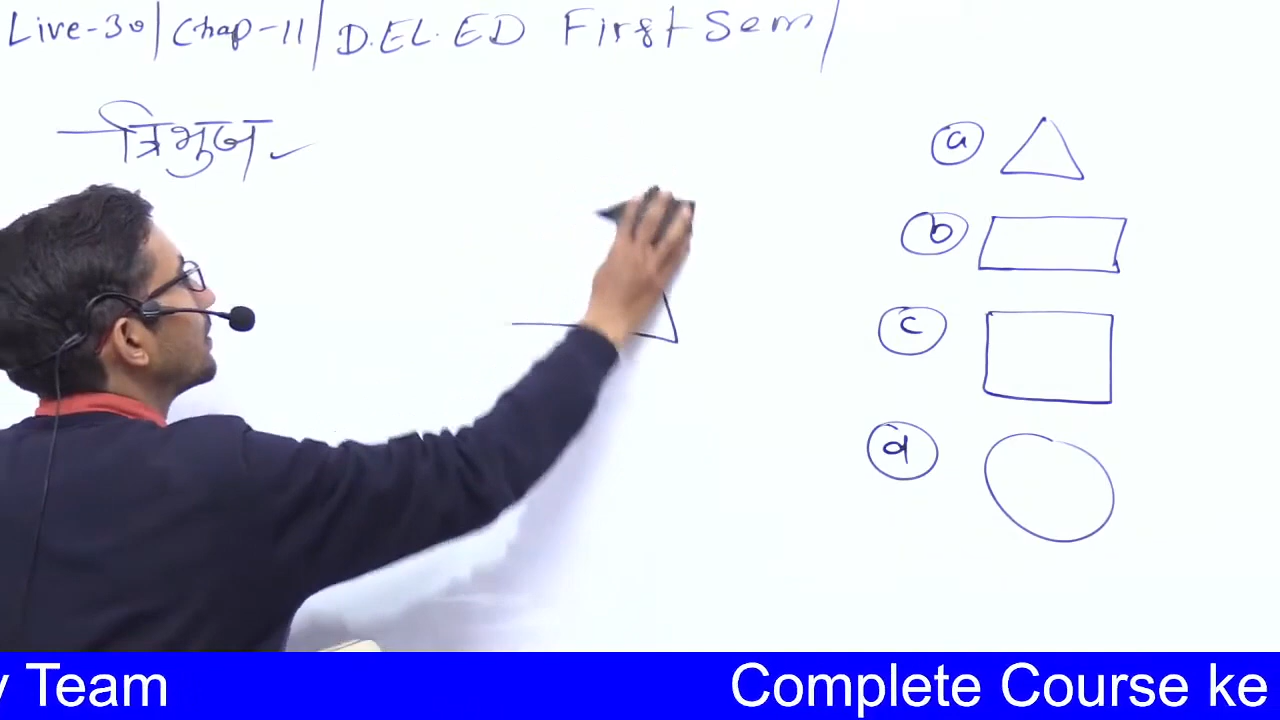 Live-30/Chap-11/D.EL.ED First Sem/
त्रिभुज
a
b
c
d
y Team Complete Course ke